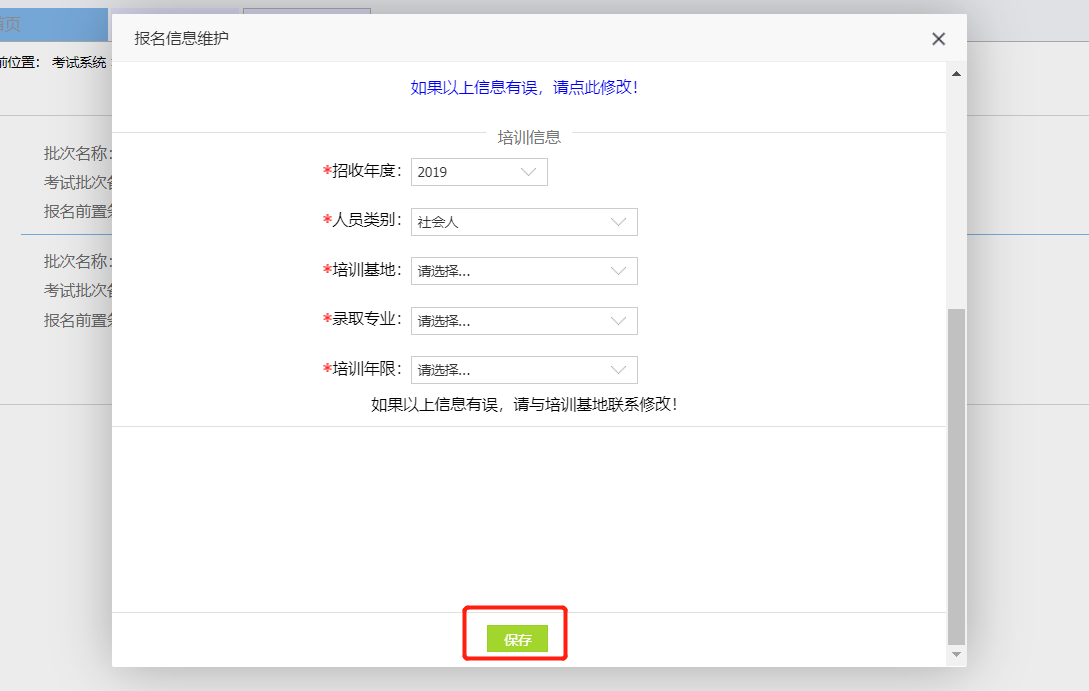 首页
前位置： 考试系统
报名信息维护
如果以上信息有误，请点此修改！
培训信息
*招收年度： 2019
*人员类别： 社会人
*培训基地： 请选择...
*录取专业： 请选择...
*培训年限： 请选择...
如果以上信息有误，请与培训基地联系修改！
保存
批次名称：
考试批次
报名前置
批次名称：
考试批次
报名前置